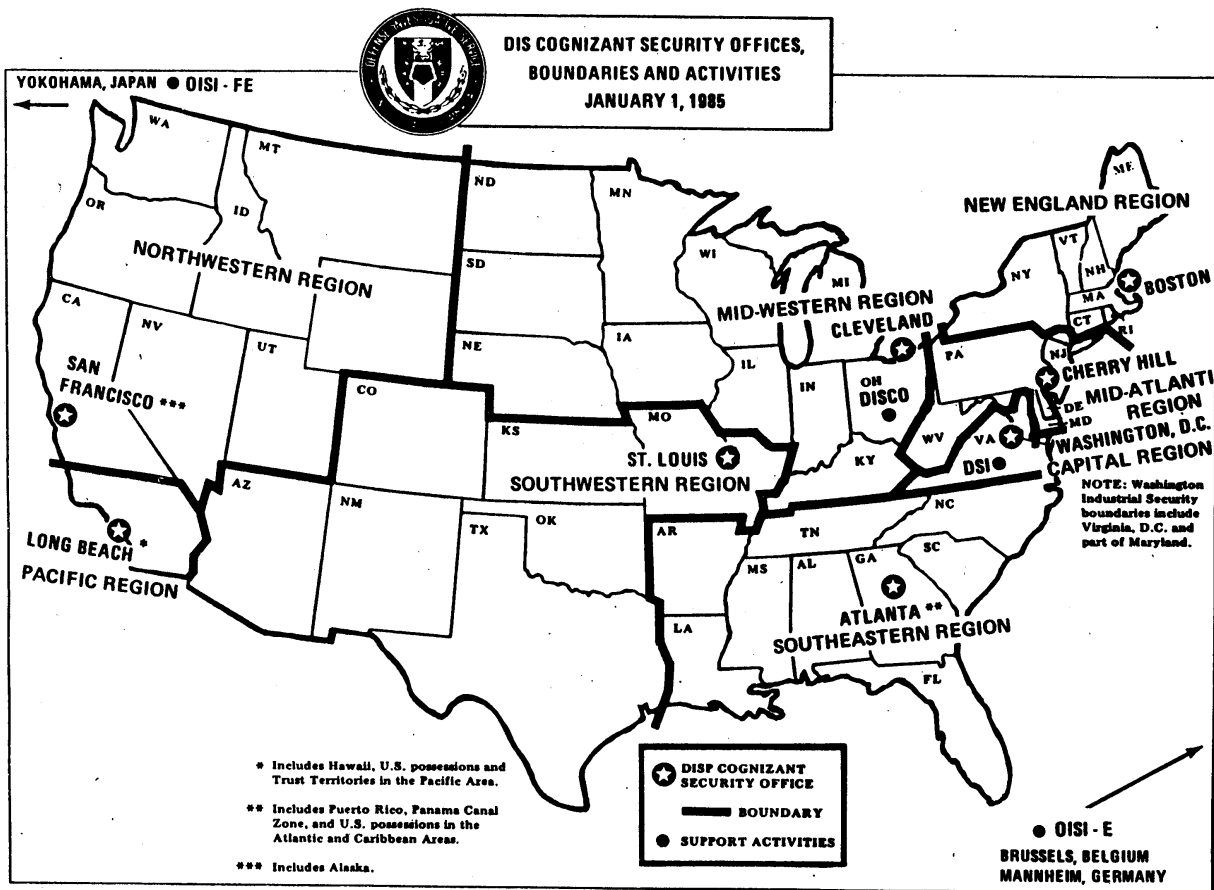 DIS COGNIZANT SECURITY OFFICES,
BOUNDARIES AND ACTIVITIES
JANUARY 1, 1985
YOKOHAMA, JAPAN ● OISI - FE
WA
MT
ND
MN
ME
OR
ID
NEW ENGLAND REGION
VT
NORTHWESTERN REGION
SD
WI
MI
NY
NH
BOSTON
MA
CT
RI
CA
NV
UT
NE
IA
MID-WESTERN REGION
CLEVELAND
PA
NJ
SAN
FRANCISCO ***
CO
IL
IN
OH
DISCO
CHERRY HILL
DE
MID-ATLANTI
REGION
MD
KS
MO
WV
VA
WASHINGTON, D.C.
CAPITAL REGION
ST. LOUIS
KY
DSI
SOUTHWESTERN REGION
NOTE: Washington
Industrial Security
boundaries include
Virginia, D.C. and
part of Maryland.
AZ
NM
TX
OK
AR
TN
NC
SC
LONG BEACH *
PACIFIC REGION
MS
AL
GA
ATLANTA **
SOUTHEASTERN REGION
LA
FL
* Includes Hawaii, U.S. possessions and
Trust Territories in the Pacific Area.
** Includes Puerto Rico, Panama Canal
Zone, and U.S. possessions in the
Atlantic and Caribbean Areas.
*** Includes Alaska.
DISP COGNIZANT
SECURITY OFFICE
BOUNDARY
SUPPORT ACTIVITIES
● OISI - E
BRUSSELS, BELGIUM
MANNHEIM, GERMANY